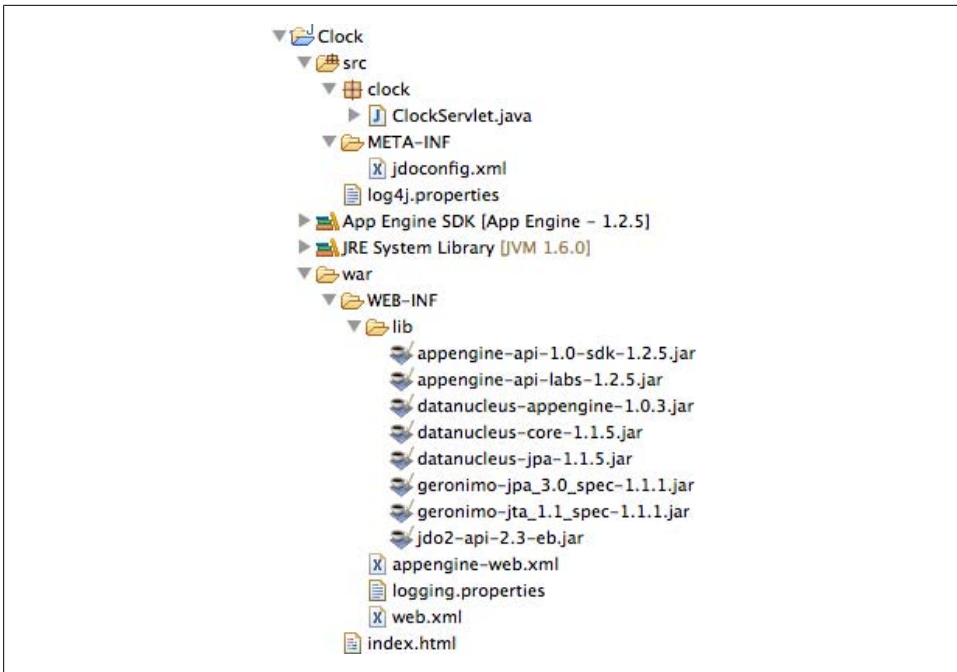 Clock
src
clock
ClockServlet.java
META-INF
jdoconfig.xml
log4j.properties
App Engine SDK [App Engine - 1.2.5]
JRE System Library [JVM 1.6.0]
war
WEB-INF
lib
appengine-api-1.0-sdk-1.2.5.jar
appengine-api-labs-1.2.5.jar
datanucleus-appengine-1.0.3.jar
datanucleus-core-1.1.5.jar
datanucleus-jpa-1.1.5.jar
geronimo-jpa_3.0_spec-1.1.1.jar
geronimo-jta_1.1_spec-1.1.1.jar
jdo2-api-2.3-eb.jar
appengine-web.xml
logging.properties
web.xml
index.html